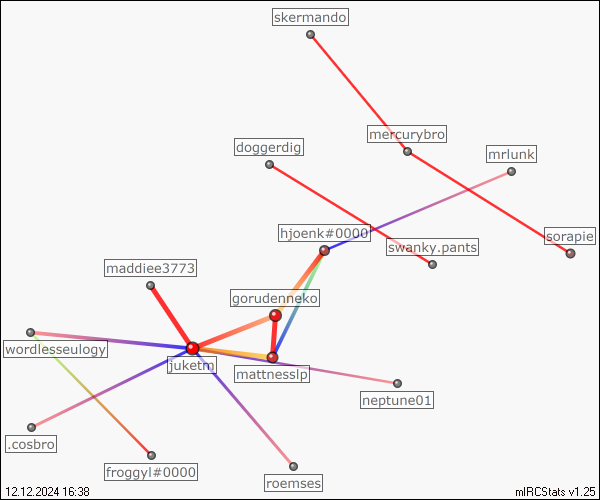 skermando
mercurybro
doggerdig
mrlunk
hjoenk#0000
sorapie
swanky.pants
maddiee3773
gorudenneko
wordlesseulogy
juketm
mattnesslp
neptune01
.cosbro
froggyl#0000
roemses
12.12.2024 16:38
mIRCStats v1.25